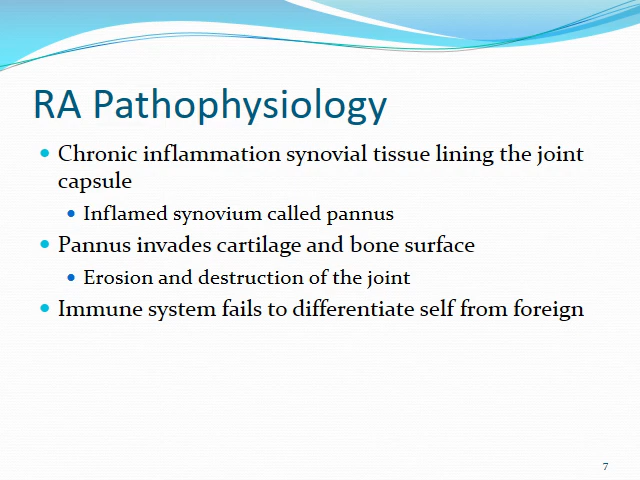 RA Pathophysiology
• Chronic inflammation synovial tissue lining the joint
capsule
• Inflamed synovium called pannus
• Pannus invades cartilage and bone surface
• Erosion and destruction of the joint
• Immune system fails to differentiate self from foreign
7